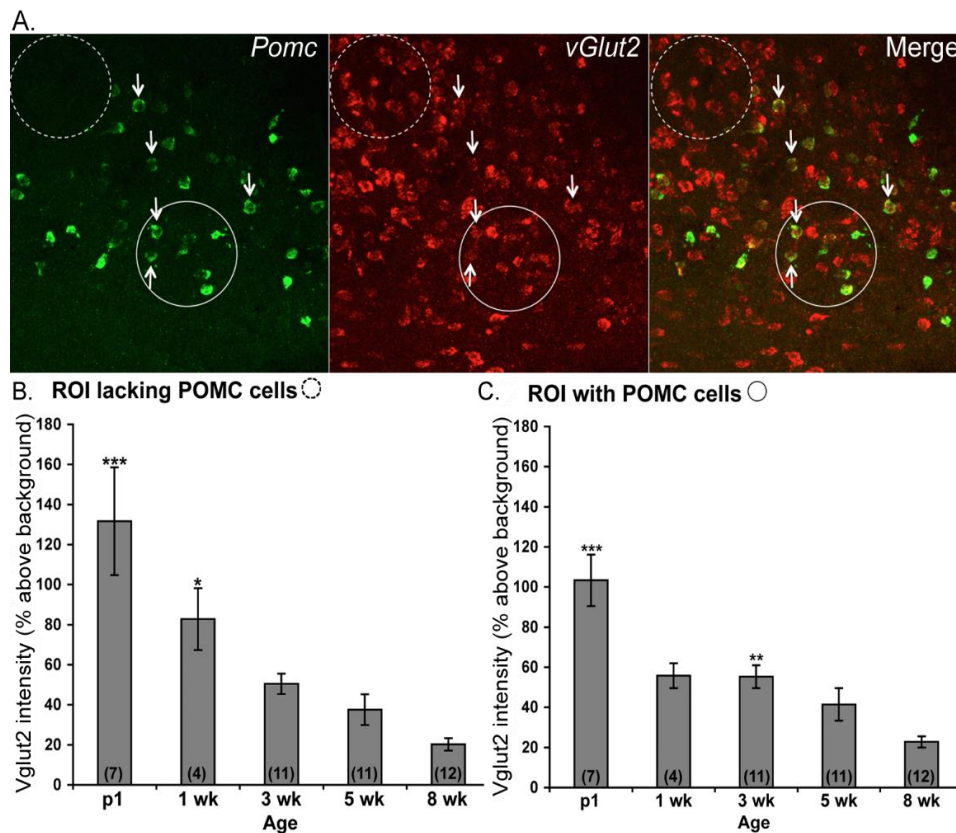 A.
Pomc
vGlut2
Merge
B. ROI lacking POMC cells
Vglut2 intensity (% above background)
180
160
140
120
100
80
60
40
20
0
***
*
(7)
(4)
(11)
(11)
(12)
p1
1 wk
3 wk
5 wk
8 wk
Age
C. ROI with POMC cells
Vglut2 intensity (% above background)
180
160
140
120
100
80
60
40
20
0
***
**
(7)
(4)
(11)
(11)
(12)
p1
1 wk
3 wk
5 wk
8 wk
Age